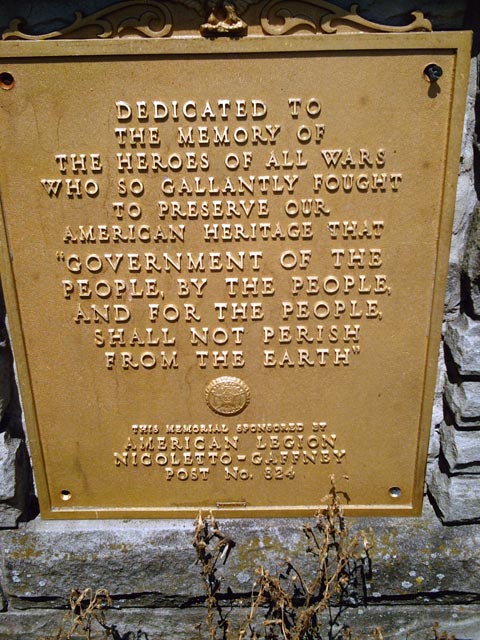 DEDICATED TO
THE MEMORY OF
THE HEROES OF ALL WARS
WHO SO GALLANTLY FOUGHT
TO PRESERVE OUR
AMERICAN HERITAGE THAT
"GOVERNMENT OF THE
PEOPLE, BY THE PEOPLE,
AND FOR THE PEOPLE,
SHALL NOT PERISH
FROM THE EARTH"
THIS MEMORIAL SPONSORED BY
AMERICAN LEGION
NICOLETTO-GAFFNEY
POST No. 824